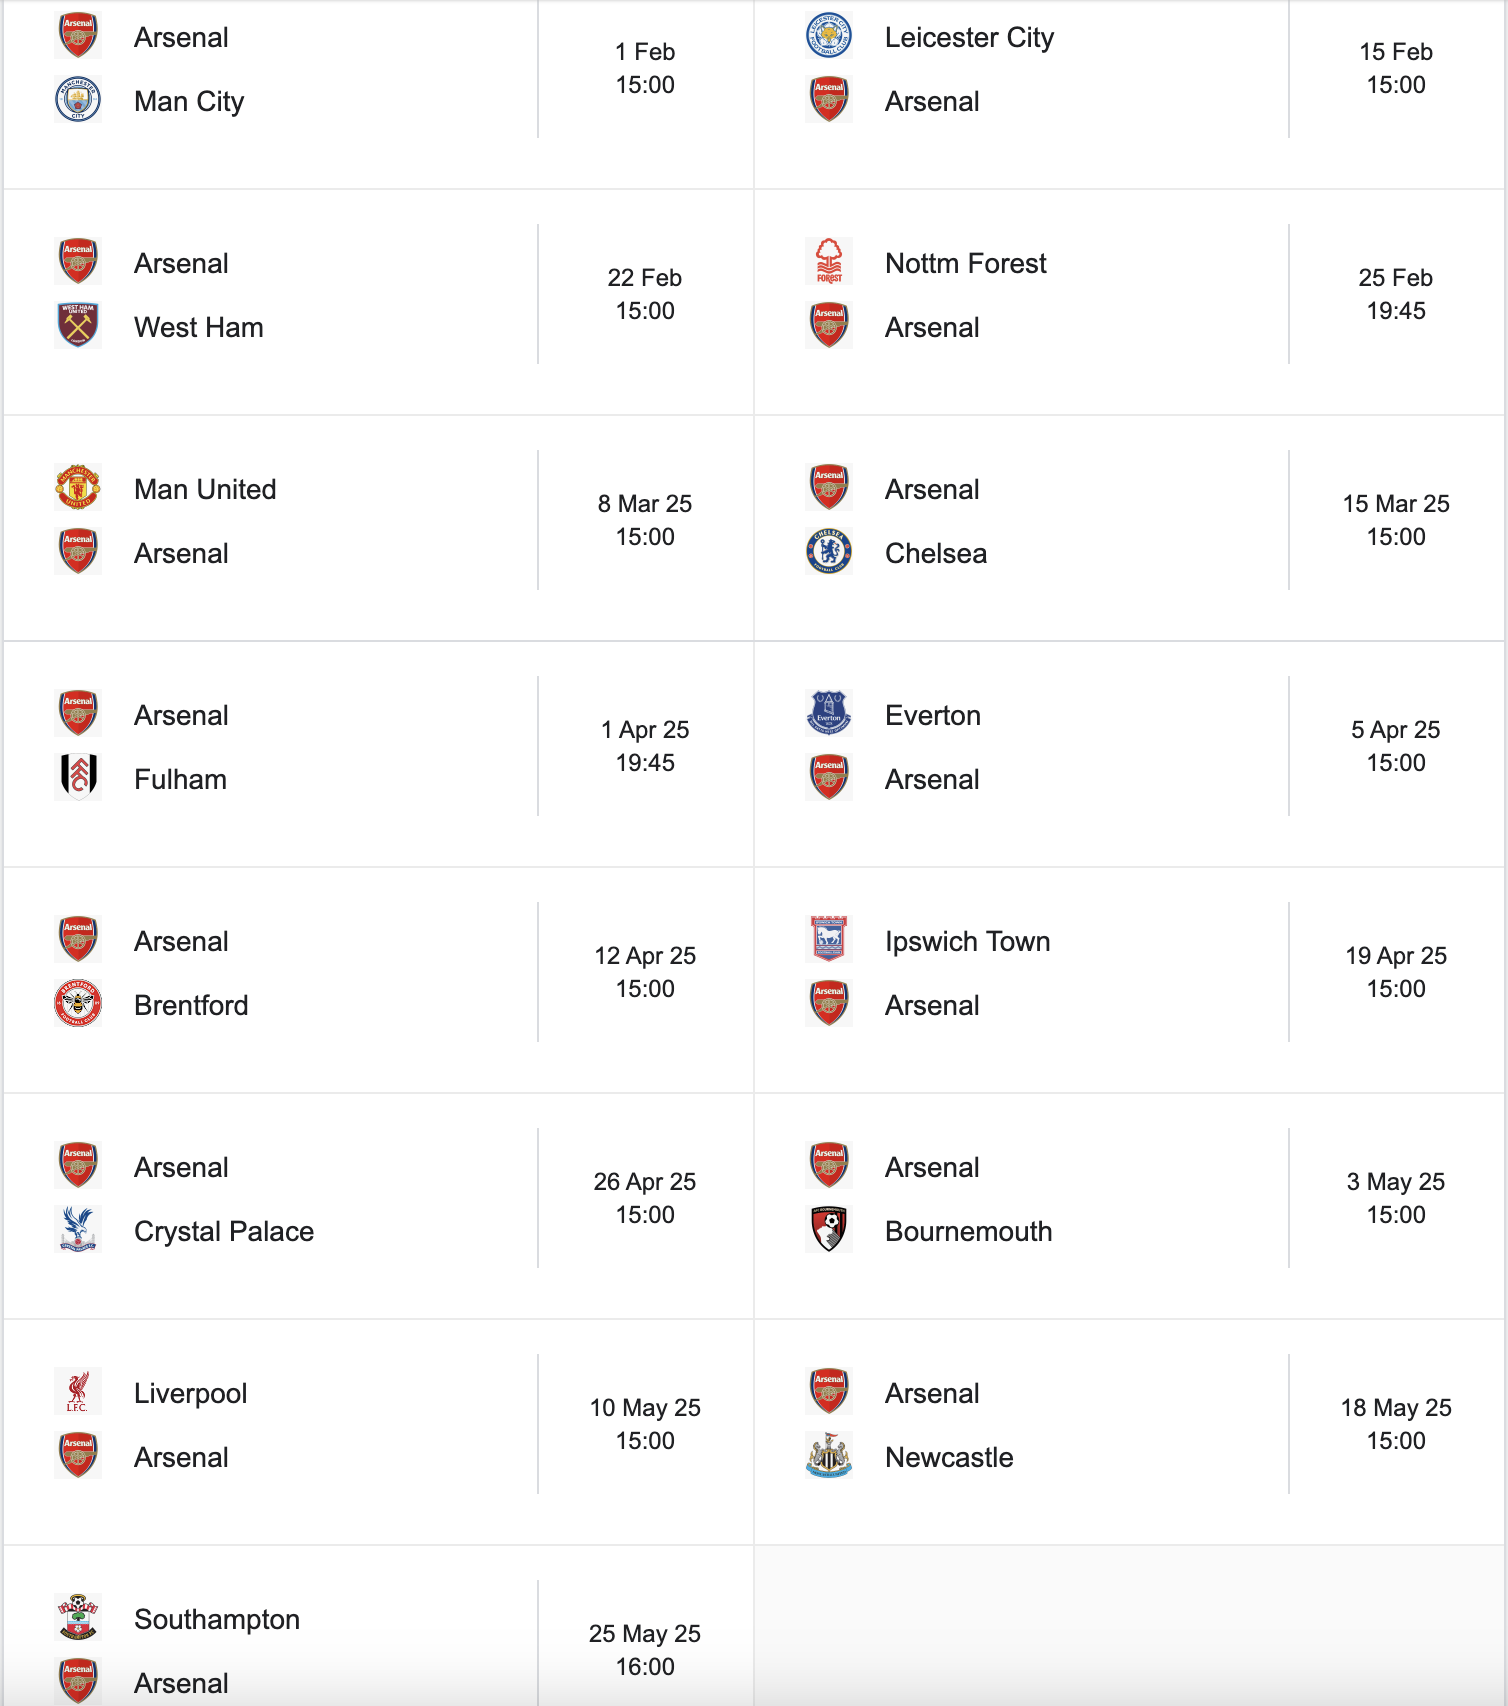 Arsenal
Man City
1 Feb
15:00
Leicester City
Arsenal
15 Feb
15:00
Arsenal
West Ham
22 Feb
15:00
Nottm Forest
Arsenal
25 Feb
19:45
Man United
Arsenal
8 Mar 25
15:00
Arsenal
Chelsea
15 Mar 25
15:00
Arsenal
Fulham
1 Apr 25
19:45
Everton
Arsenal
5 Apr 25
15:00
Arsenal
Brentford
12 Apr 25
15:00
Ipswich Town
Arsenal
19 Apr 25
15:00
Arsenal
Crystal Palace
26 Apr 25
15:00
Arsenal
Bournemouth
3 May 25
15:00
Liverpool
Arsenal
10 May 25
15:00
Arsenal
Newcastle
18 May 25
15:00
Southampton
Arsenal
25 May 25
16:00